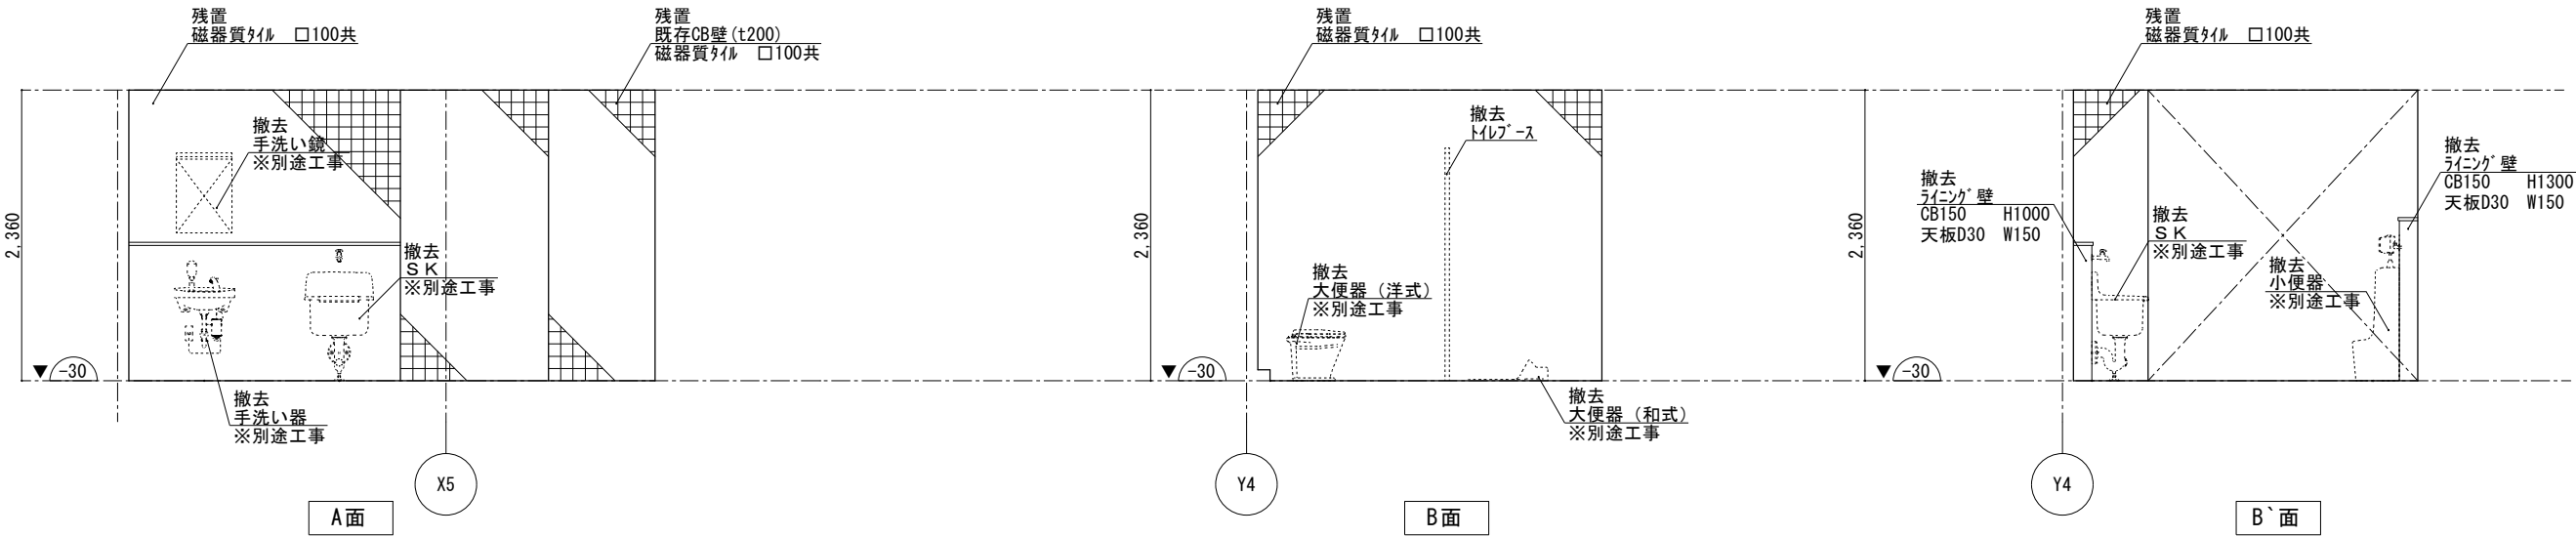 残置
磁器質ﾀｲﾙ　□100共
残置
既存CB壁(t200)
磁器質ﾀｲﾙ　□100共
撤去
手洗い鏡
※別途工事
撤去
ＳＫ
※別途工事
2,360
-30
撤去
手洗い器
※別途工事
X5
A面
残置
磁器質ﾀｲﾙ　□100共
撤去
ﾄｲﾚﾌﾞｰｽ
2,360
撤去
大便器（洋式）
※別途工事
-30
撤去
大便器（和式）
※別途工事
Y4
B面
残置
磁器質ﾀｲﾙ　□100共
撤去
ﾗｲﾆﾝｸﾞ壁
CB150　H1000
天板D30　W150
撤去
ＳＫ
※別途工事
撤去
小便器
※別途工事
撤去
ﾗｲﾆﾝｸﾞ壁
CB150　H1300
天板D30　W150
2,360
-30
Y4
B`面